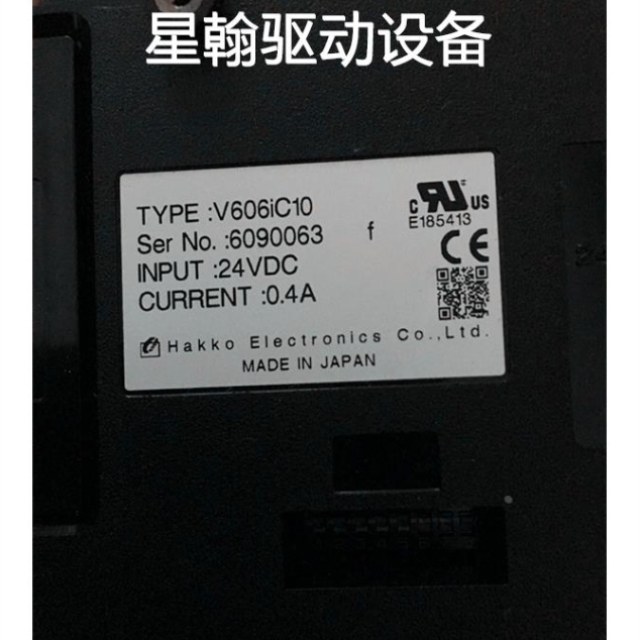 星翰驱动设备
TYPE :V606iC10
Ser No. :6090063 f
INPUT :24VDC
CURRENT :0.4A
c RU US
E185413
CE
Hakko Electronics Co.,Ltd.
MADE IN JAPAN